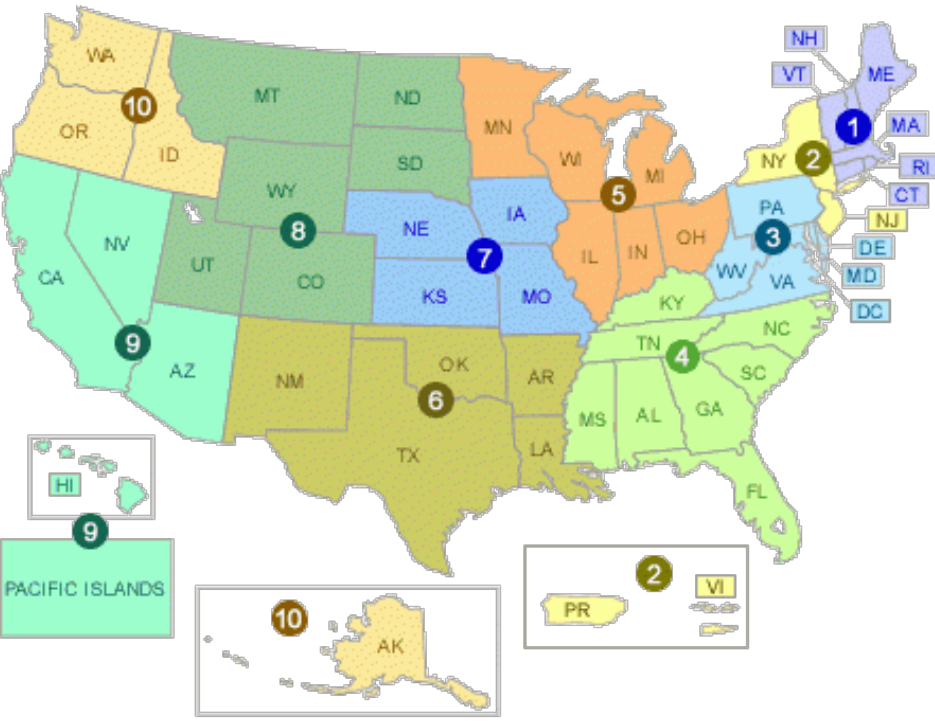 NH
VT
ME
WA
10
MT
ND
MN
OR
ID
WI
MI
1
MA
NY
2
RI
SD
CT
WY
5
IA
PA
NJ
8
NE
OH
3
DE
NV
7
IL
IN
WV
MD
CA
UT
CO
KS
MO
VA
KY
DC
9
AZ
TN
4
NC
NM
OK
AR
SC
6
MS
AL
GA
TX
LA
HI
FL
9
PACIFIC ISLANDS
10
AK
2
VI
PR